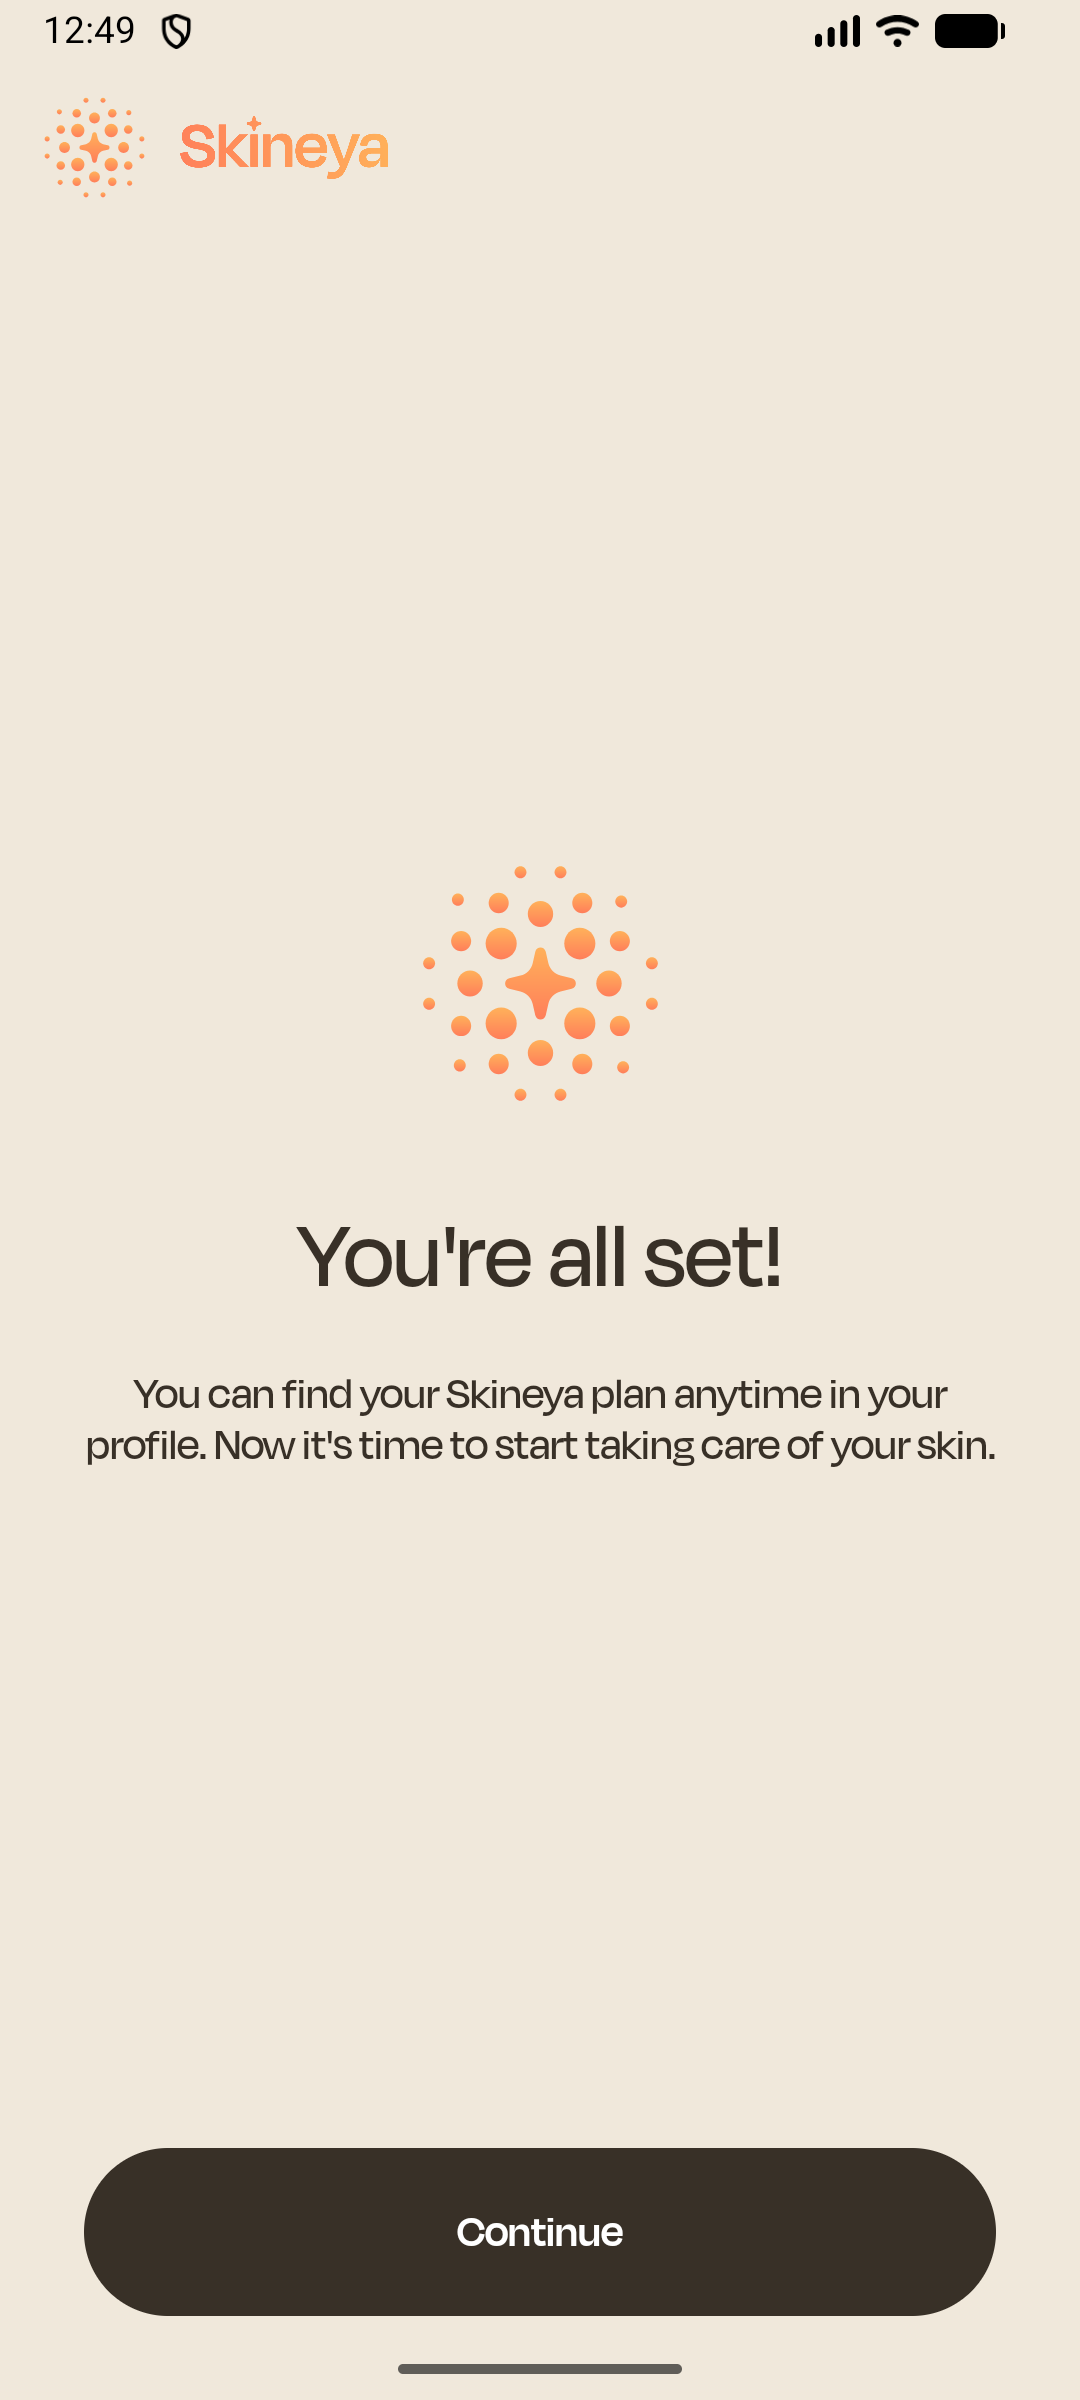 12:49
Skineya
You're all set!
You can find your Skineya plan anytime in your
profile. Now it's time to start taking care of your skin.
Continue